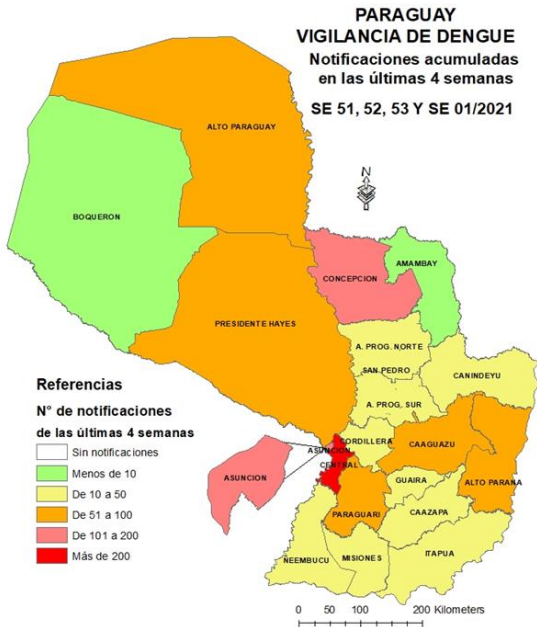 PARAGUAY
VIGILANCIA DE DENGUE
Notificaciones acumuladas
en las últimas 4 semanas
SE 51, 52, 53 Y SE 01/2021
N
ALTO PARAGUAY
BOQUERON
CONCEPCION
AMAMBAY
PRESIDENTE HAYES
A. PROG. NORTE
SAN PEDRO
CANINDEYU
A. PROG. SUR
CORDILLERA
ASUNCION
CENTRAL
CAAGUAZU
ASUNCION
GUAIRA
ALTO PARANA
PARAGUARI
CAAZAPA
ITAPUA
ÑEEMBUCU
MISIONES
Referencias
N° de notificaciones
de las últimas 4 semanas
Sin notificaciones
Menos de 10
De 10 a 50
De 51 a 100
De 101 a 200
Más de 200
0 50 100 200 Kilometers